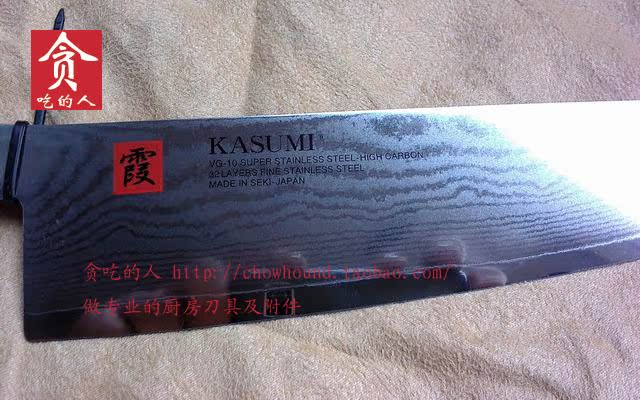 贪
吃的人
KASUMI®
霞
VG-10 SUPER STAINLESS STEEL-HIGH CARBON
32 LAYERS FINE STAINLESS STEEL
MADE IN SEKI-JAPAN
贪吃的人 http://chowhound.taobao.com/
做专业的厨房刀具及附件